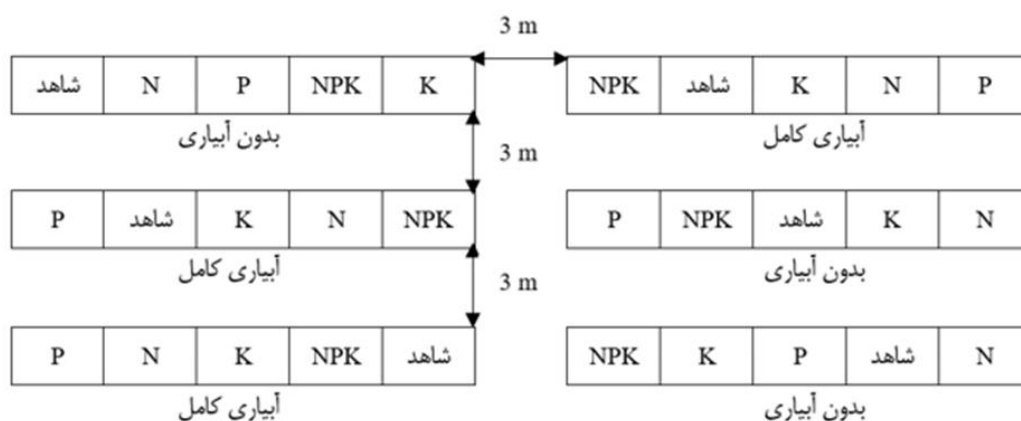 3 m
شاهد N P NPK K
NPK شاهد K N P
بدون آبیاری
آبیاری کامل
3 m
P شاهد K N NPK
P NPK شاهد K N
آبیاری کامل
بدون آبیاری
3 m
P N K NPK شاهد
NPK K P شاهد N
آبیاری کامل
بدون آبیاری